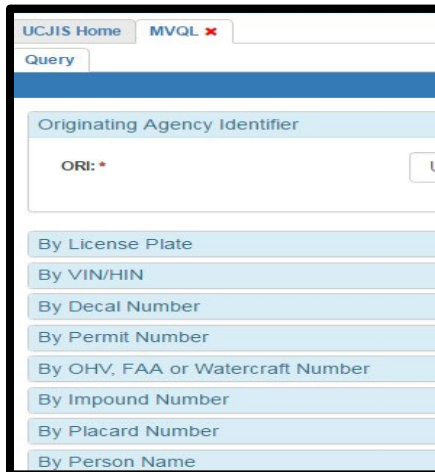 UCJIS Home MVQL ×
Query
Originating Agency Identifier
ORI: * U
By License Plate
By VIN/HIN
By Decal Number
By Permit Number
By OHV, FAA or Watercraft Number
By Impound Number
By Placard Number
By Person Name